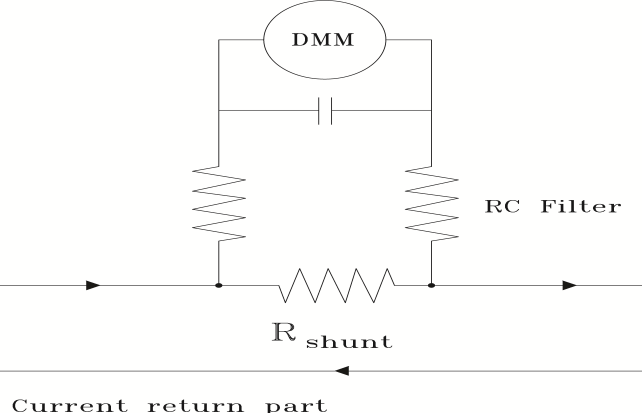 DMM
RC Filter
R shunt
Current return part